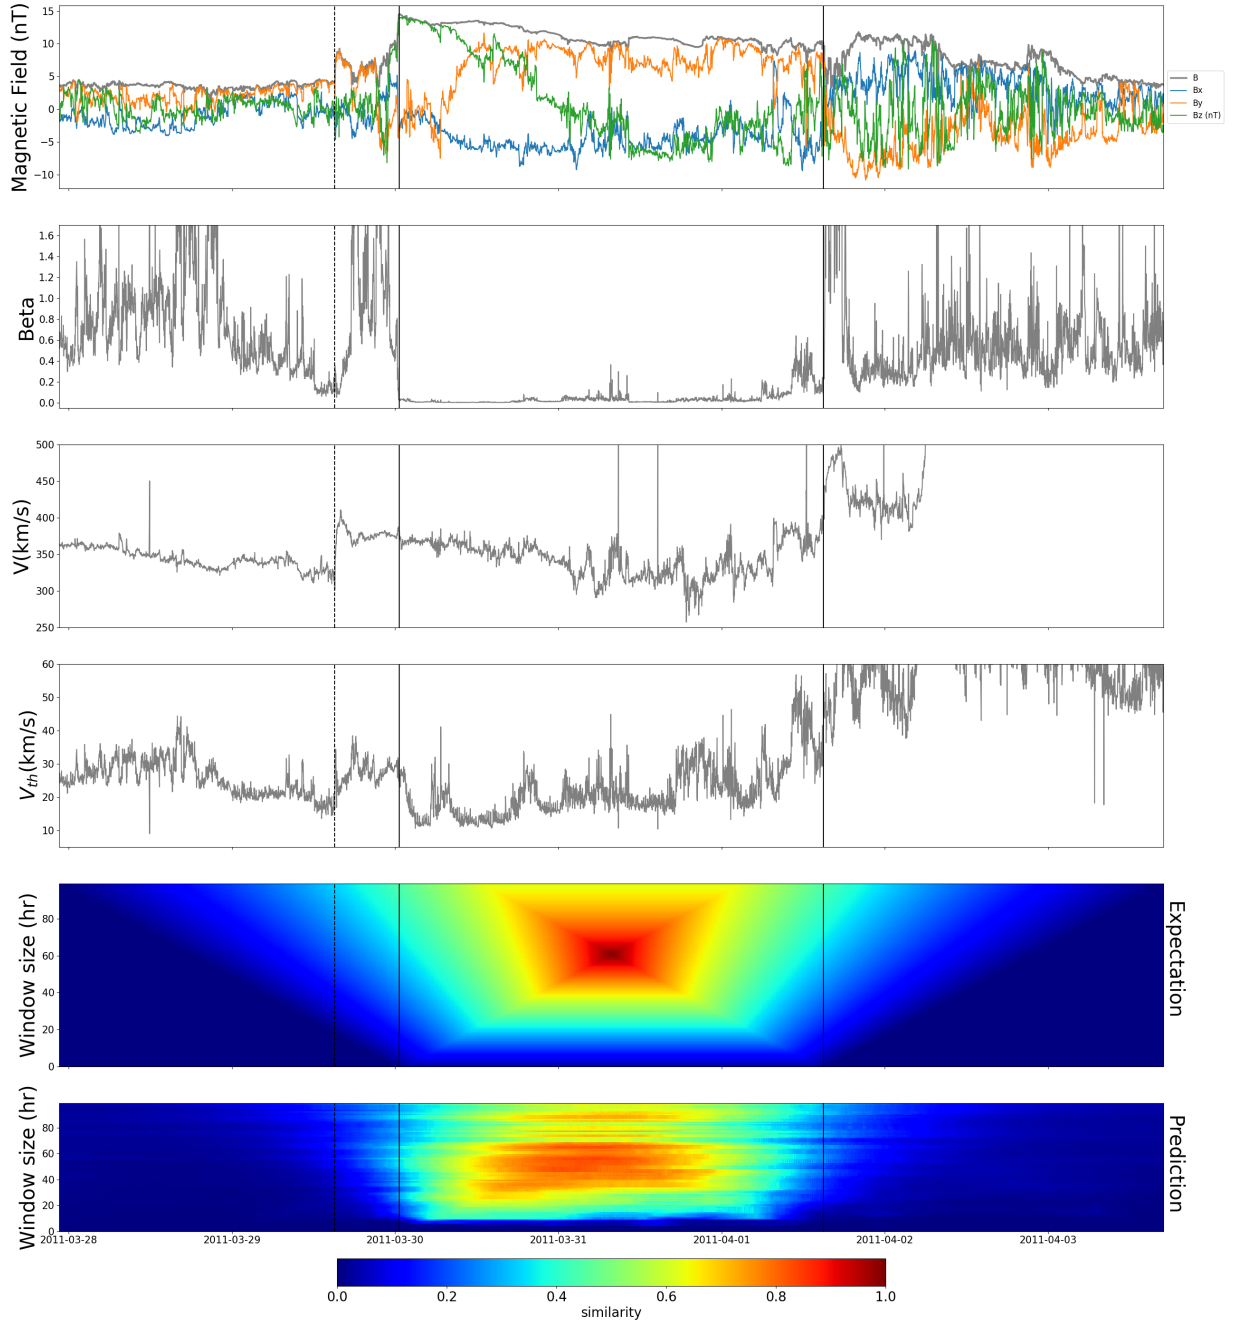 Magnetic Field (nT)
15
10
5
0
−5
−10
B
Bx
By
Bz (nT)
Beta
1.6
1.4
1.2
1.0
0.8
0.6
0.4
0.2
0.0
V(km/s)
500
450
400
350
300
250
V_th(km/s)
60
50
40
30
20
10
Window size (hr)
80
60
40
20
0
Expectation
Window size (hr)
80
60
40
20
0
Prediction
2011-03-28 2011-03-29 2011-03-30 2011-03-31 2011-04-01 2011-04-02 2011-04-03
0.0 0.2 0.4 0.6 0.8 1.0
similarity